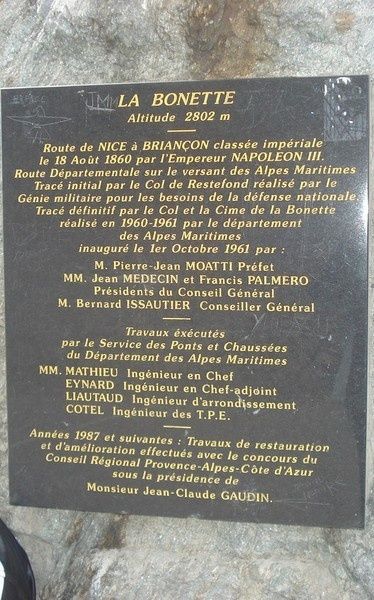 LA BONETTE
Altitude 2802 m
Route de NICE à BRIANÇON classée impériale
le 18 Août 1860 par l'Empereur NAPOLEON III.
Route Départementale sur le versant des Alpes Maritimes
Tracé initial par le Col de Restefond réalisé par le
Génie militaire pour les besoins de la défense nationale.
Tracé définitif par le Col et la Cime de la Bonette
réalisé en 1960-1961 par le département
des Alpes Maritimes
inauguré le 1er Octobre 1961 par :
M. Pierre-Jean MOATTI Préfet
MM. Jean MEDECIN et Francis PALMERO
Présidents du Conseil Général
M. Bernard ISSAUTIER Conseiller Général
Travaux éxécutés
par le Service des Ponts et Chaussées
du Département des Alpes Maritimes
MM. MATHIEU Ingénieur en Chef
EYNARD Ingénieur en Chef-adjoint
LIAUTAUD Ingénieur d'arrondissement
COTEL Ingénieur des T.P.E.
Années 1987 et suivantes : Travaux de restauration
et d'amélioration effectués avec le concours du
Conseil Régional Provence-Alpes-Côte d'Azur
sous la présidence de
Monsieur Jean-Claude GAUDIN.